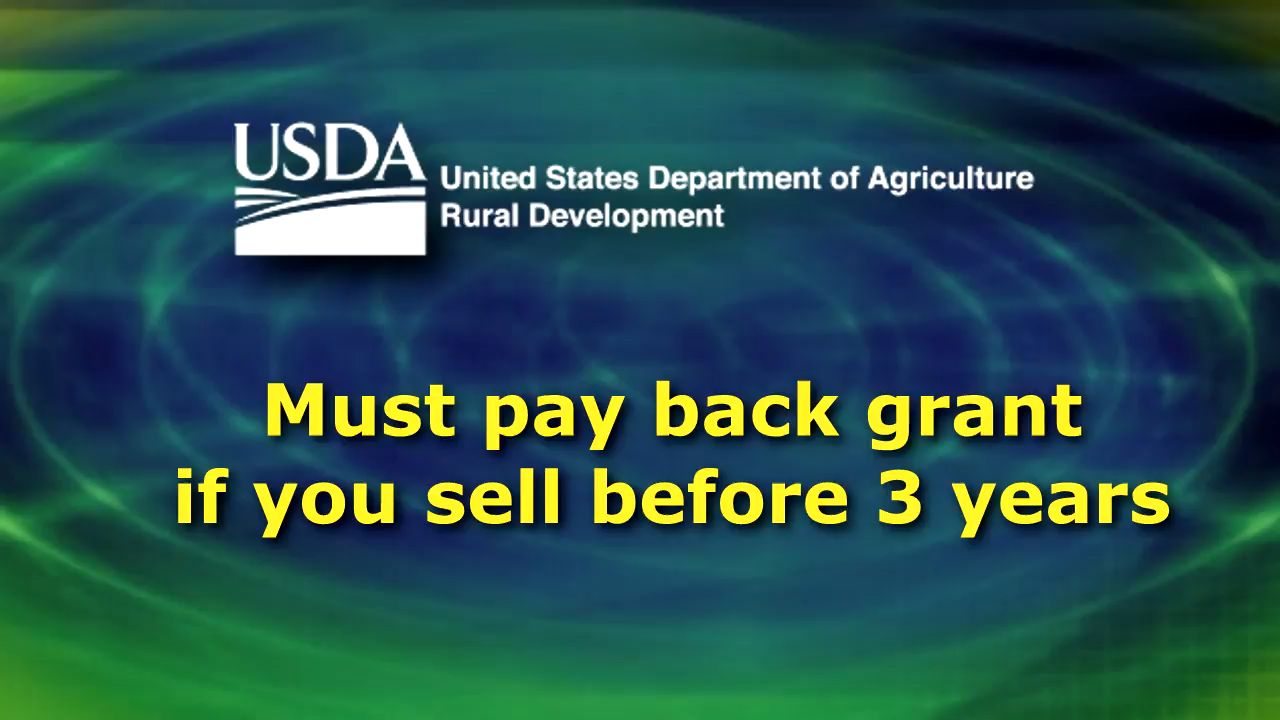 USDA
United States Department of Agriculture
Rural Development
Must pay back grant
if you sell before 3 years